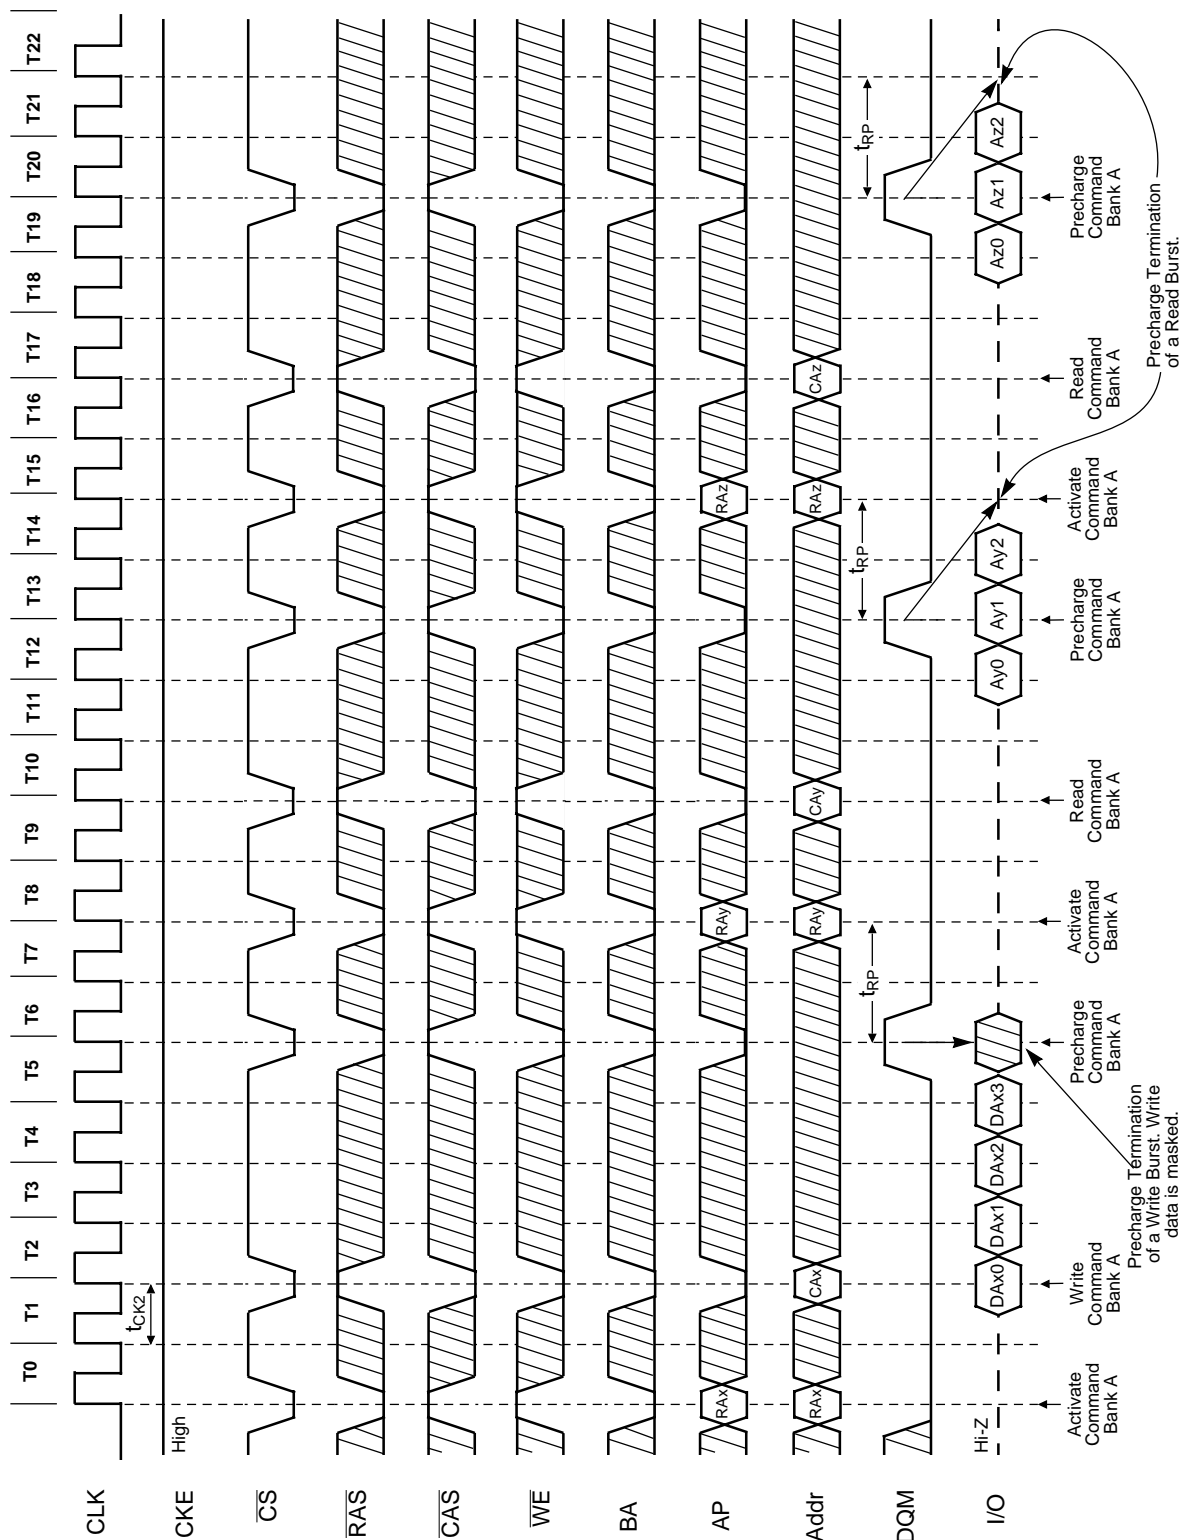 T0 T1 T2 T3 T4 T5 T6 T7 T8 T9 T10 T11 T12 T13 T14 T15 T16 T17 T18 T19 T20 T21 T22
CLK
tCK2
CKE
High
CS
RAS
CAS
WE
BA
AP
RAx RAy RAz
Addr
RAx CAx RAy CAy RAz CAz
tRP tRP tRP
DQM
I/O
Hi-Z
DAx0 DAx1 DAx2 DAx3 Ay0 Ay1 Ay2 Az0 Az1 Az2
Activate
Command
Bank A
Write
Command
Bank A
Precharge
Command
Bank A
Activate
Command
Bank A
Read
Command
Bank A
Precharge
Command
Bank A
Activate
Command
Bank A
Read
Command
Bank A
Precharge
Command
Bank A
Precharge Termination
of a Write Burst. Write
data is masked.
Precharge Termination
of a Read Burst.